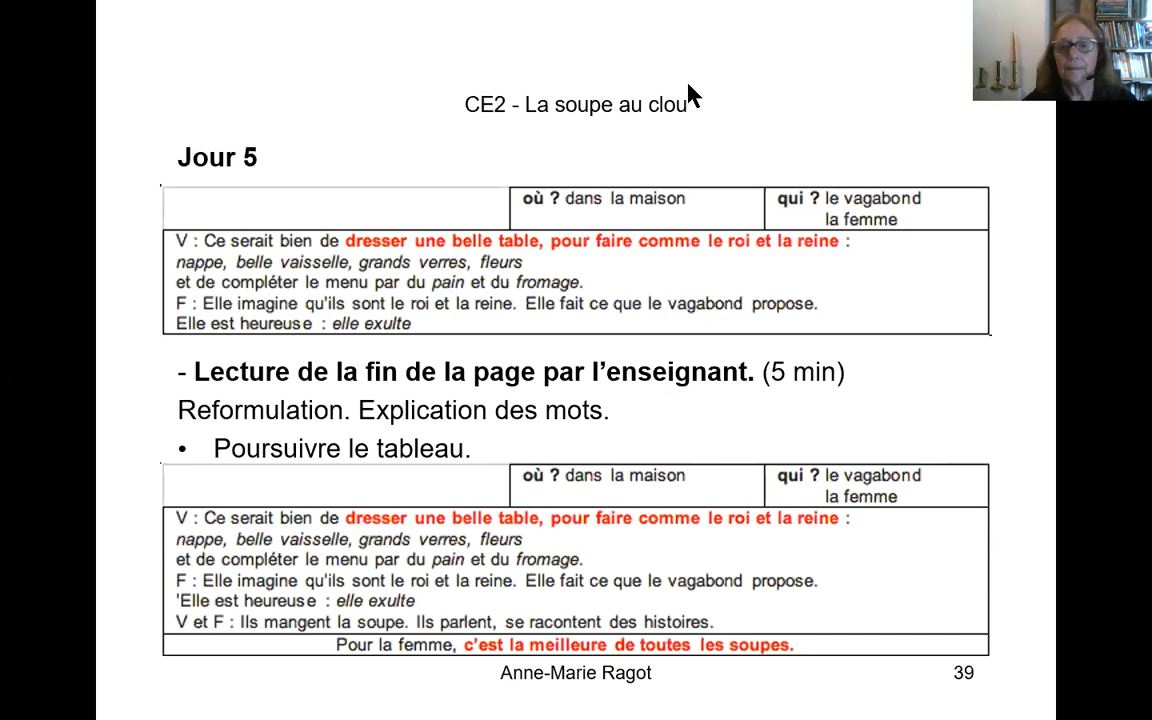 CE2 - La soupe au clou
Jour 5
où ? dans la maison
qui ? le vagabond
la femme
V : Ce serait bien de dresser une belle table, pour faire comme le roi et la reine :
nappe, belle vaisselle, grands verres, fleurs
et de compléter le menu par du pain et du fromage.
F : Elle imagine qu'ils sont le roi et la reine. Elle fait ce que le vagabond propose.
Elle est heureuse : elle exulte
- Lecture de la fin de la page par l’enseignant. (5 min)
Reformulation. Explication des mots.
• Poursuivre le tableau.
où ? dans la maison
qui ? le vagabond
la femme
V : Ce serait bien de dresser une belle table, pour faire comme le roi et la reine :
nappe, belle vaisselle, grands verres, fleurs
et de compléter le menu par du pain et du fromage.
F : Elle imagine qu'ils sont le roi et la reine. Elle fait ce que le vagabond propose.
'Elle est heureuse : elle exulte
V et F : Ils mangent la soupe. Ils parlent, se racontent des histoires.
Pour la femme, c'est la meilleure de toutes les soupes.
Anne-Marie Ragot
39